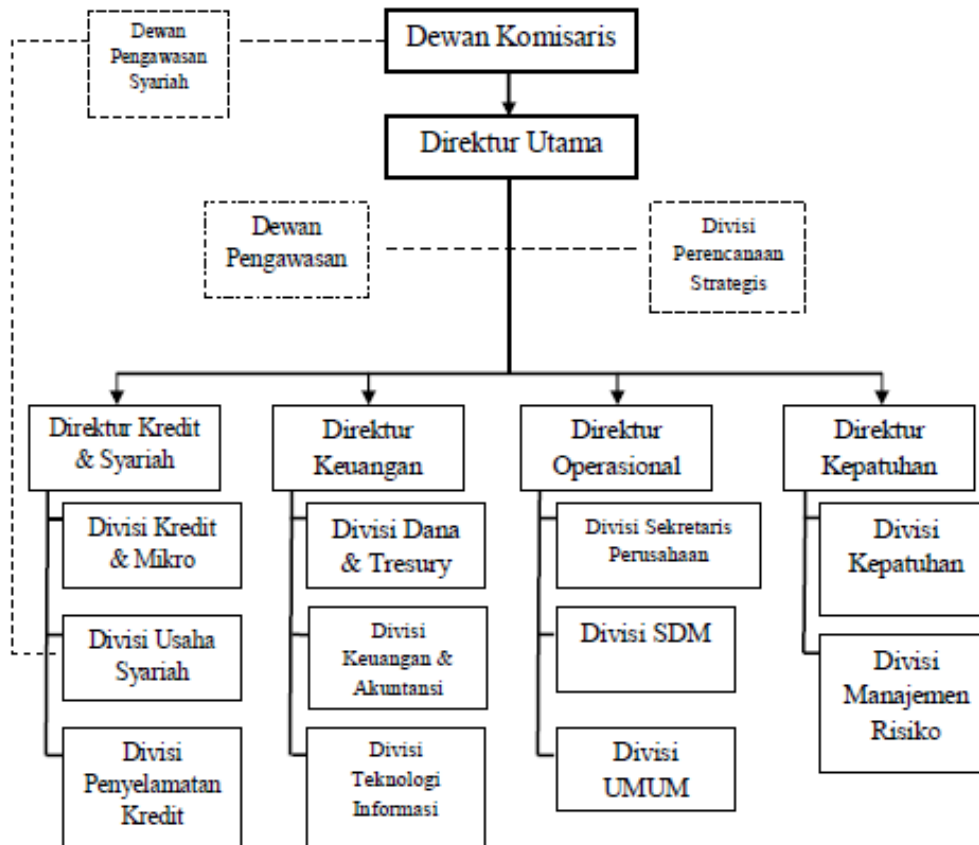 Dewan
Pengawasan
Syariah
Dewan Komisaris
Direktur Utama
Dewan
Pengawasan
Divisi
Perencanaan
Strategis
Direktur Kredit
& Syariah
Direktur
Keuangan
Direktur
Operasional
Direktur
Kepatuhan
Divisi Kredit
& Mikro
Divisi Dana
& Tresury
Divisi Sekretaris
Perusahaan
Divisi
Kepatuhan
Divisi Usaha
Syariah
Divisi
Keuangan &
Akuntansi
Divisi SDM
Divisi
Manajemen
Risiko
Divisi
Penyelamatan
Kredit
Divisi
Teknologi
Informasi
Divisi
UMUM